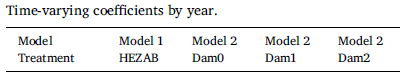 Time-varying coefficients by year.
Model Model 1 Model 2 Model 2 Model 2
Treatment HEZAB Dam0 Dam1 Dam2